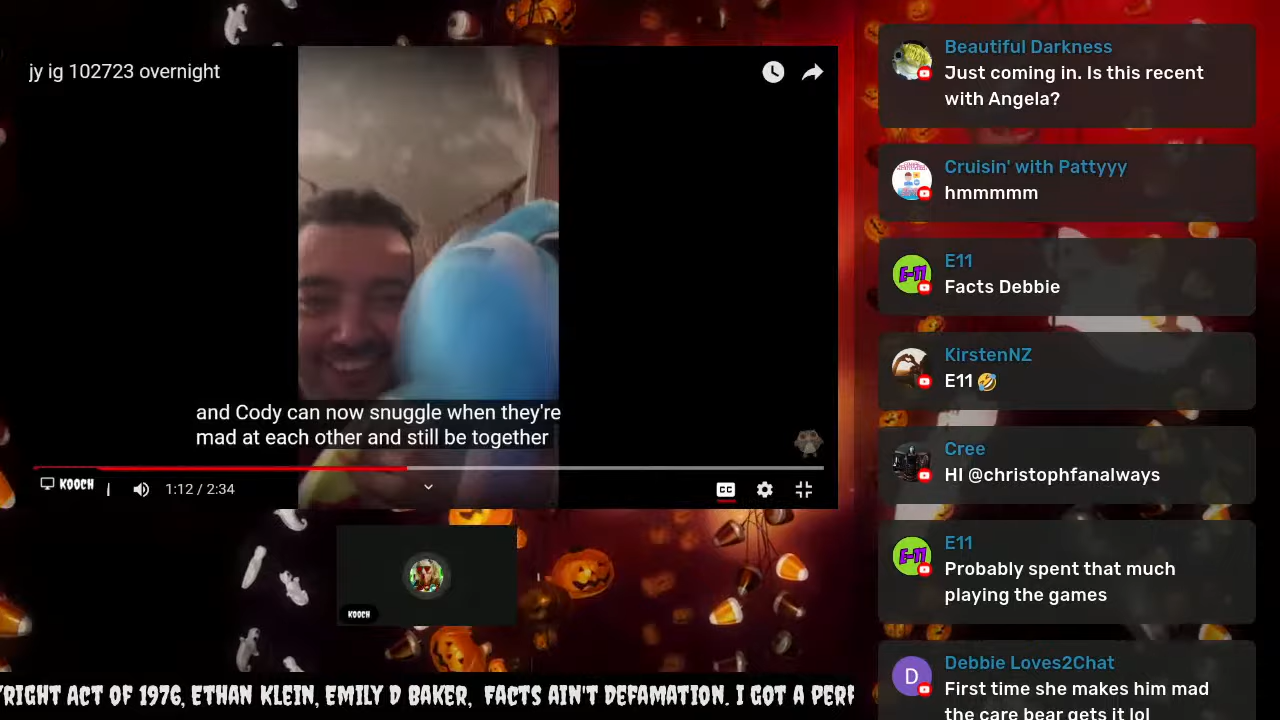 jy ig 102723 overnight
and Cody can now snuggle when they're
mad at each other and still be together
KOOCH
1:12 / 2:34
CC
KOOCH
YRIGHT ACT OF 1976, ETHAN KLEIN, EMILY D BAKER,  FACTS AIN'T DEFAMATION. I GOT A PERF
Beautiful Darkness
Just coming in. Is this recent
with Angela?
Cruisin' with Pattyyy
hmmmmm
E11
Facts Debbie
KirstenNZ
E11 🤣
Cree
HI @christophfanalways
E11
Probably spent that much
playing the games
D
Debbie Loves2Chat
First time she makes him mad
the care bear gets it lol